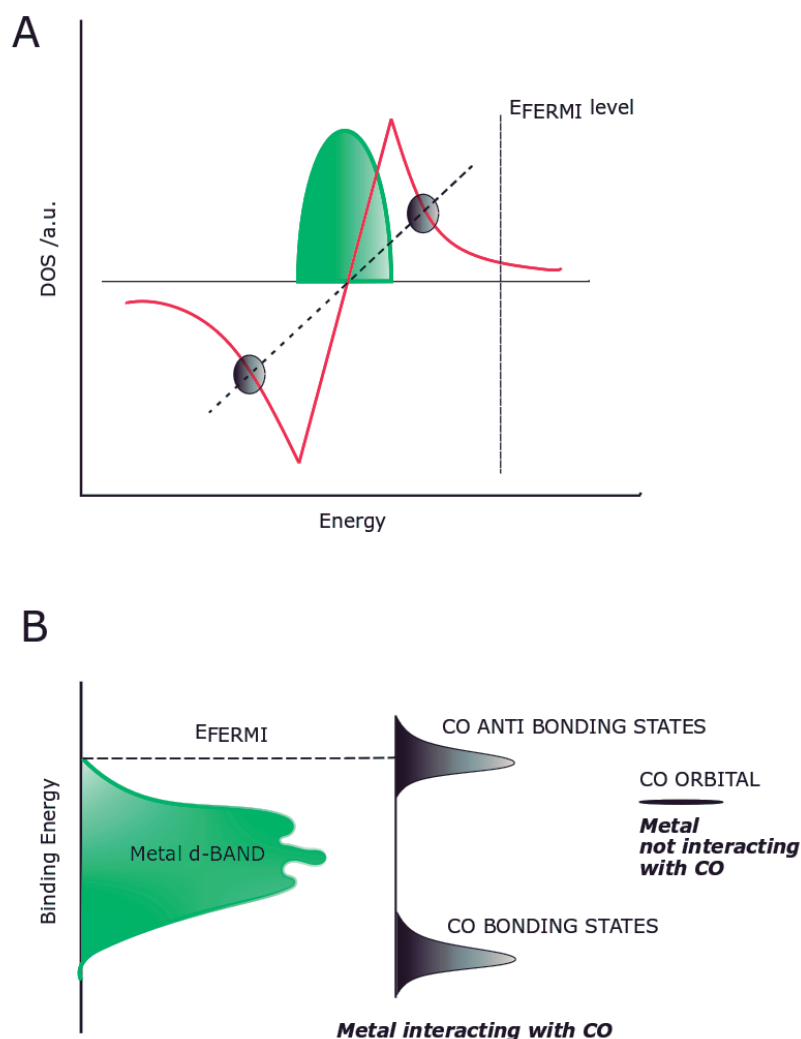 A
EFERMI level
DOS /a.u.
Energy
B
EFERMI
CO ANTI BONDING STATES
CO ORBITAL
Metal
not interacting
with CO
Metal d-BAND
Binding Energy
CO BONDING STATES
Metal interacting with CO